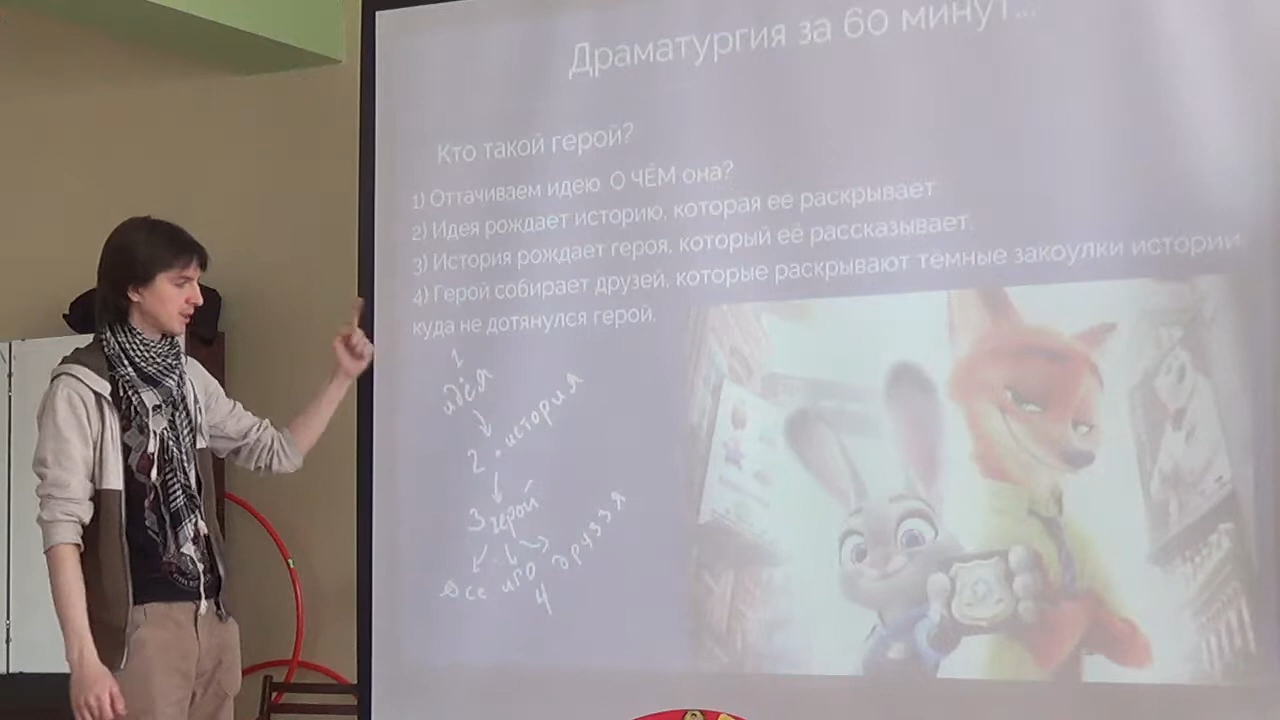 Драматургия за 60 минут...
Кто такой герой?
1) Оттачиваем идею О ЧЁМ она?
2) Идея рождает историю, которая ее раскрывает
3) История рождает героя, который её рассказывает.
4) Герой собирает друзей, которые раскрывают тёмные закоулки истории
куда не дотянулся герой.
1
идея
2. история
3 герой
все его друзья
4